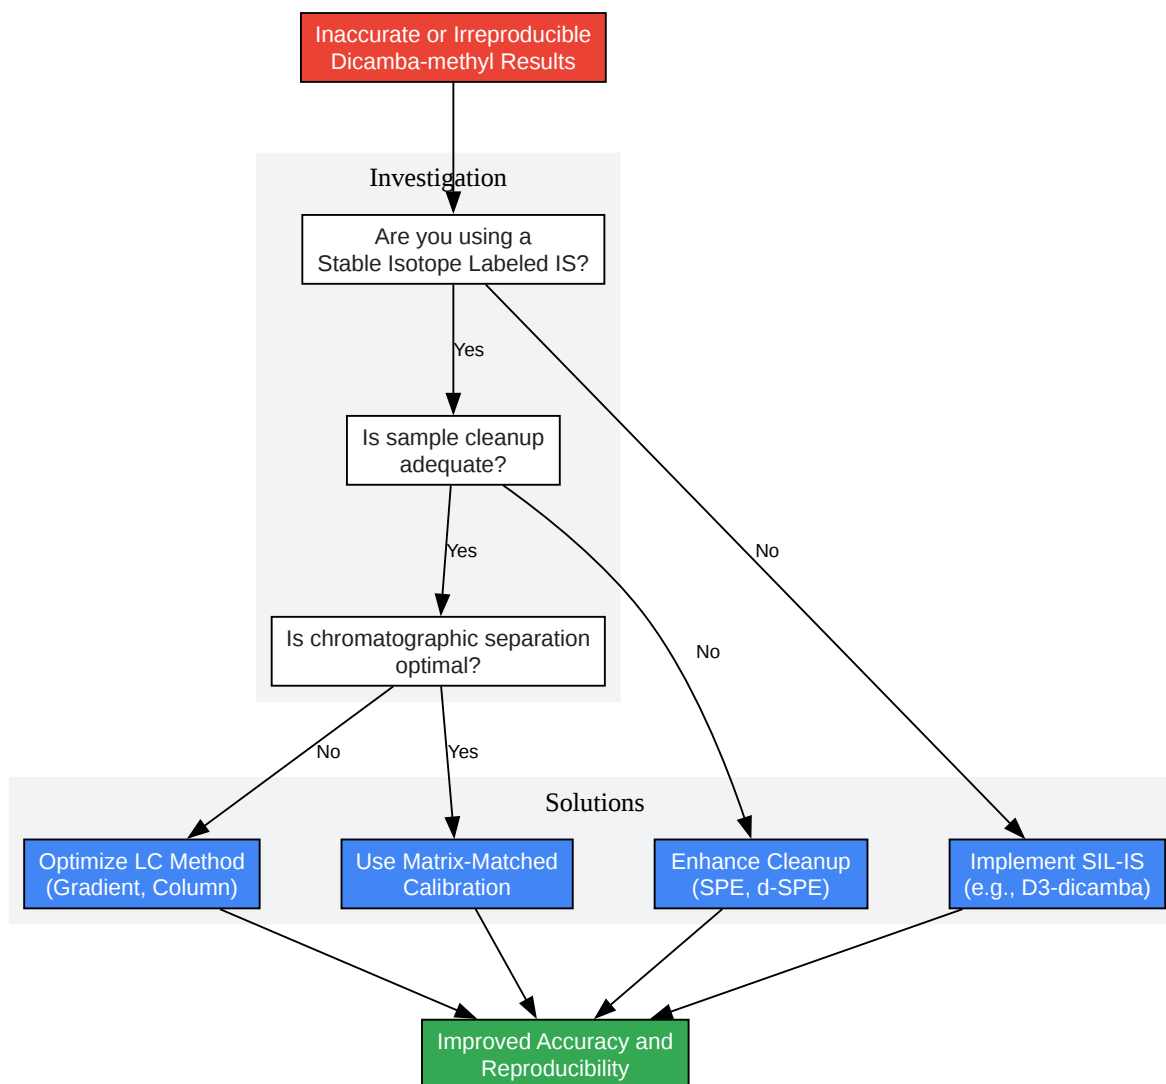 Inaccurate or Irreproducible
Dicamba-methyl Results
Investigation
Are you using a
Stable Isotope Labeled IS?
Yes
Is sample cleanup
adequate?
Yes
No
Is chromatographic separation
optimal?
No
No
Yes
Solutions
Optimize LC Method
(Gradient, Column)
Use Matrix-Matched
Calibration
Enhance Cleanup
(SPE, d-SPE)
Implement SIL-IS
(e.g., D3-dicamba)
Improved Accuracy and
Reproducibility